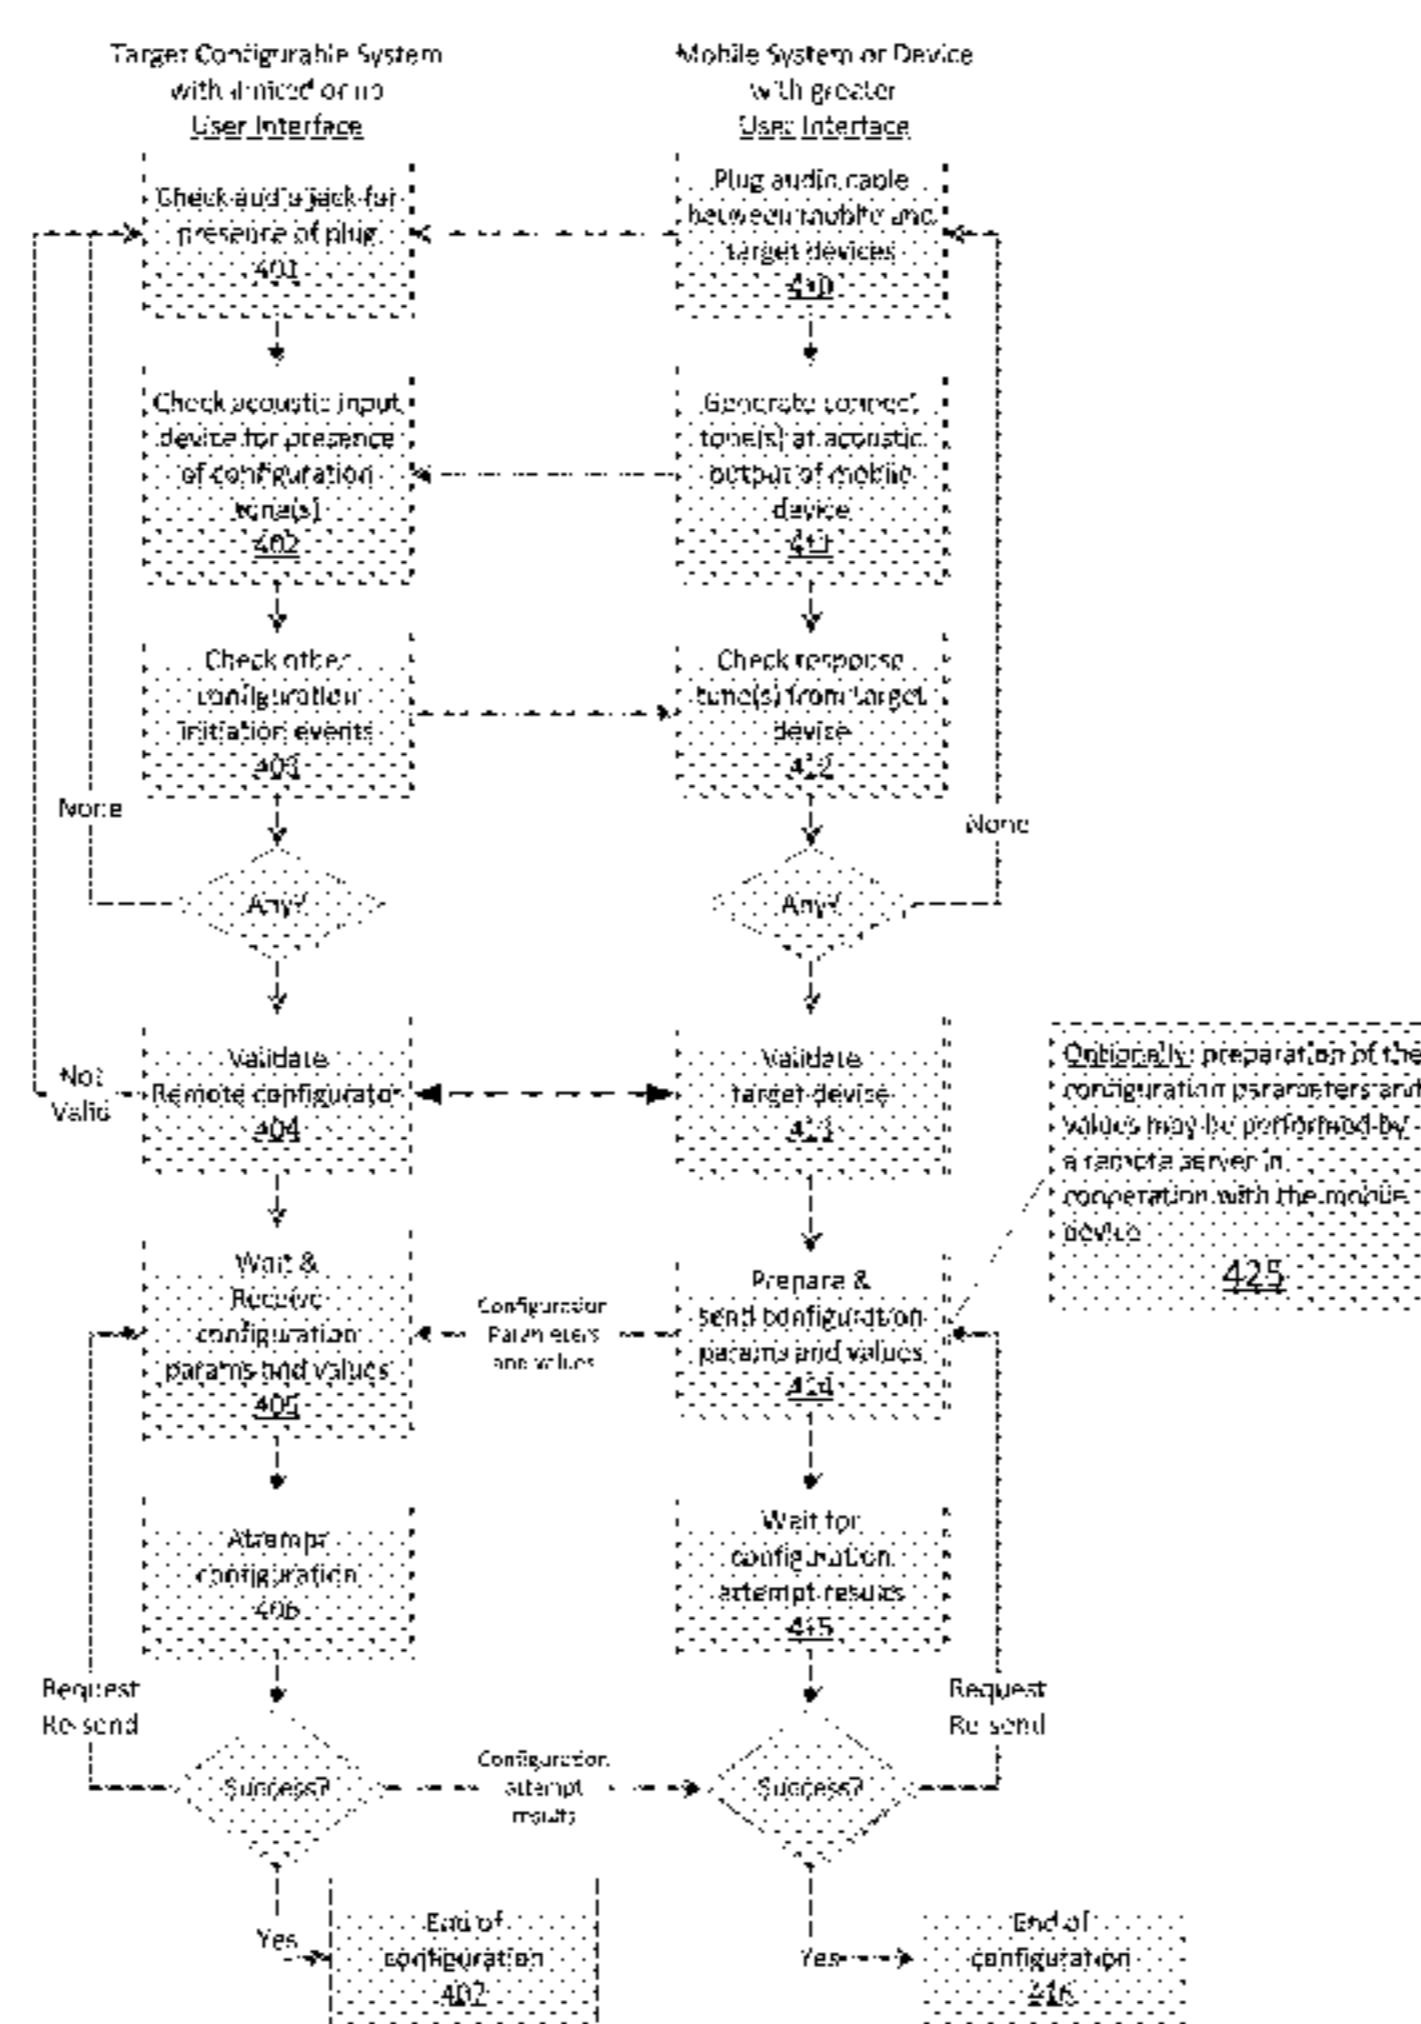 Target Configurable System
with limited or no
User Interface
Mobile System or Device
with greater
User Interface
Check audio jack for
presence of plug
401
Plug audio cable
between mobile and
target devices
410
Check acoustic input
device for presence
of configuration
tone(s)
402
Generate connect
tone(s) at acoustic
output of mobile
device
411
Check other
configuration
initiation events
403
Check response
tone(s) from target
device
412
None
None
Any?
Any?
Not
Valid
Validate
Remote configurator
404
Validate
target device
413
Optionally: preparation of the
configuration parameters and
values may be performed by
a remote server in
cooperation with the mobile
device
425
Wait &
Receive
configuration
params and values
405
Configuration
Parameters
and values
Prepare &
send configuration
params and values
414
Attempt
configuration
406
Wait for
configuration
attempt results
415
Request
Re-send
Request
Re-send
Success?
Configuration
attempt
results
Success?
Yes
End of
configuration
407
Yes
End of
configuration
416